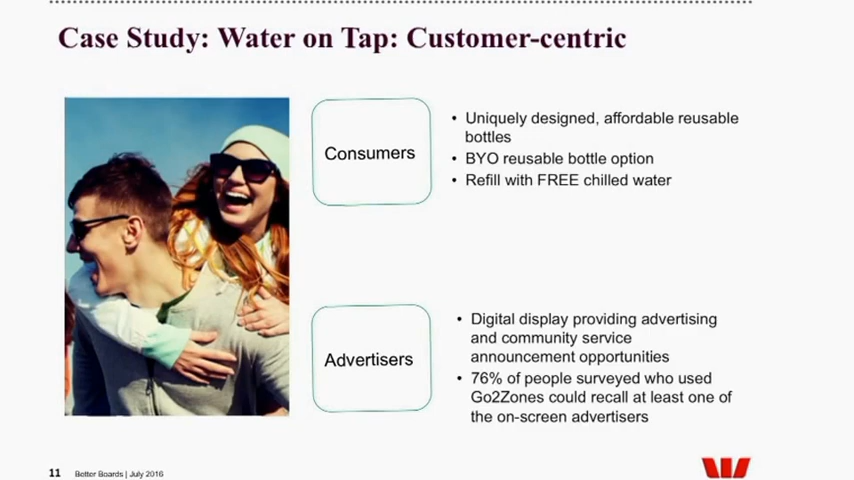 Case Study: Water on Tap: Customer-centric
Consumers
• Uniquely designed, affordable reusable
bottles
• BYO reusable bottle option
• Refill with FREE chilled water
Advertisers
• Digital display providing advertising
and community service
announcement opportunities
• 76% of people surveyed who used
Go2Zones could recall at least one of
the on-screen advertisers
11 Better Boards | July 2016